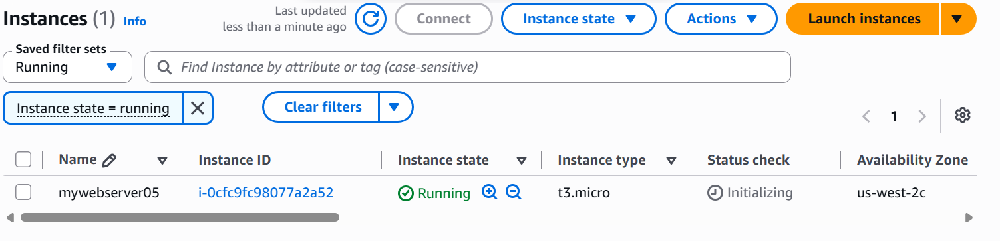 Instances (1) Info
Last updated
less than a minute ago
Connect
Instance state
Actions
Launch instances
Saved filter sets
Running
Find Instance by attribute or tag (case-sensitive)
Instance state = running
Clear filters
1
Name
Instance ID
Instance state
Instance type
Status check
Availability Zone
mywebserver05
i-0cfc9fc98077a2a52
Running
t3.micro
Initializing
us-west-2c